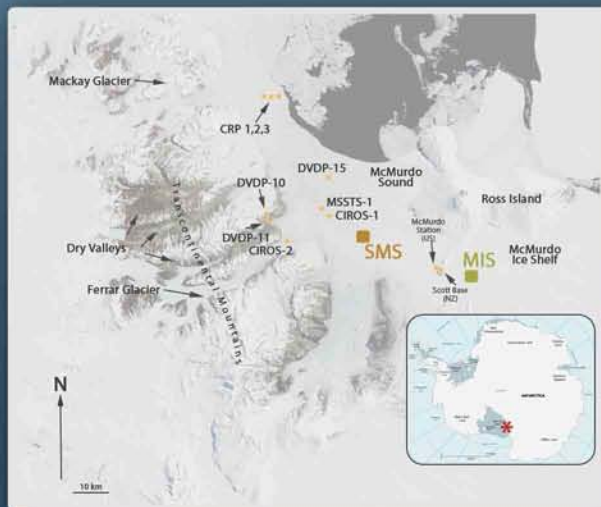 Mackay Glacier
CRP 1,2,3
DVDP-15
McMurdo
Sound
DVDP-10
MSSTS-1
CIROS-1
Ross Island
McMurdo
Station
(US)
DVDP-11
CIROS-2
SMS
MIS
McMurdo
Ice Shelf
Dry Valleys
Transcontinental Mountains
Scott Base
(NZ)
Ferrar Glacier
N
10 km
ANTARCTICA